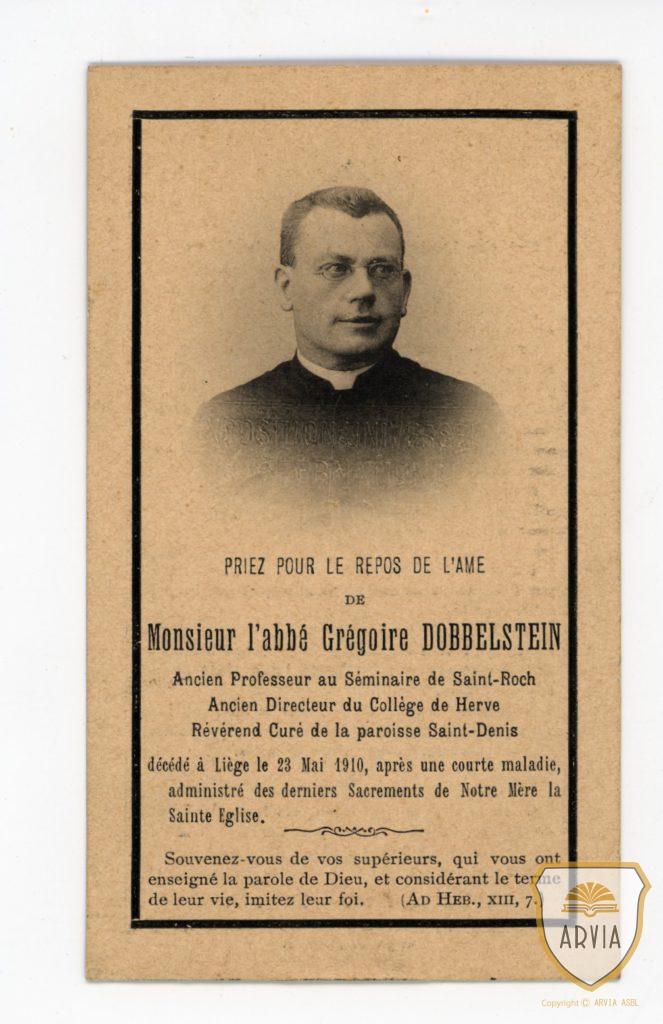 PRIEZ POUR LE REPOS DE L'AME
DE
Monsieur l'abbé Grégoire DOBBELSTEIN
Ancien Professeur au Séminaire de Saint-Roch
Ancien Directeur du Collège de Herve
Révérend Curé de la paroisse Saint-Denis
décédé à Liège le 23 Mai 1910, après une courte maladie,
administré des derniers Sacrements de Notre Mère la
Sainte Eglise.
Souvenez-vous de vos supérieurs, qui vous ont
enseigné la parole de Dieu, et considérant le terme
de leur vie, imitez leur foi. (AD HEB., XIII, 7.)
ARVIA
Copyright © ARVIA ASBL